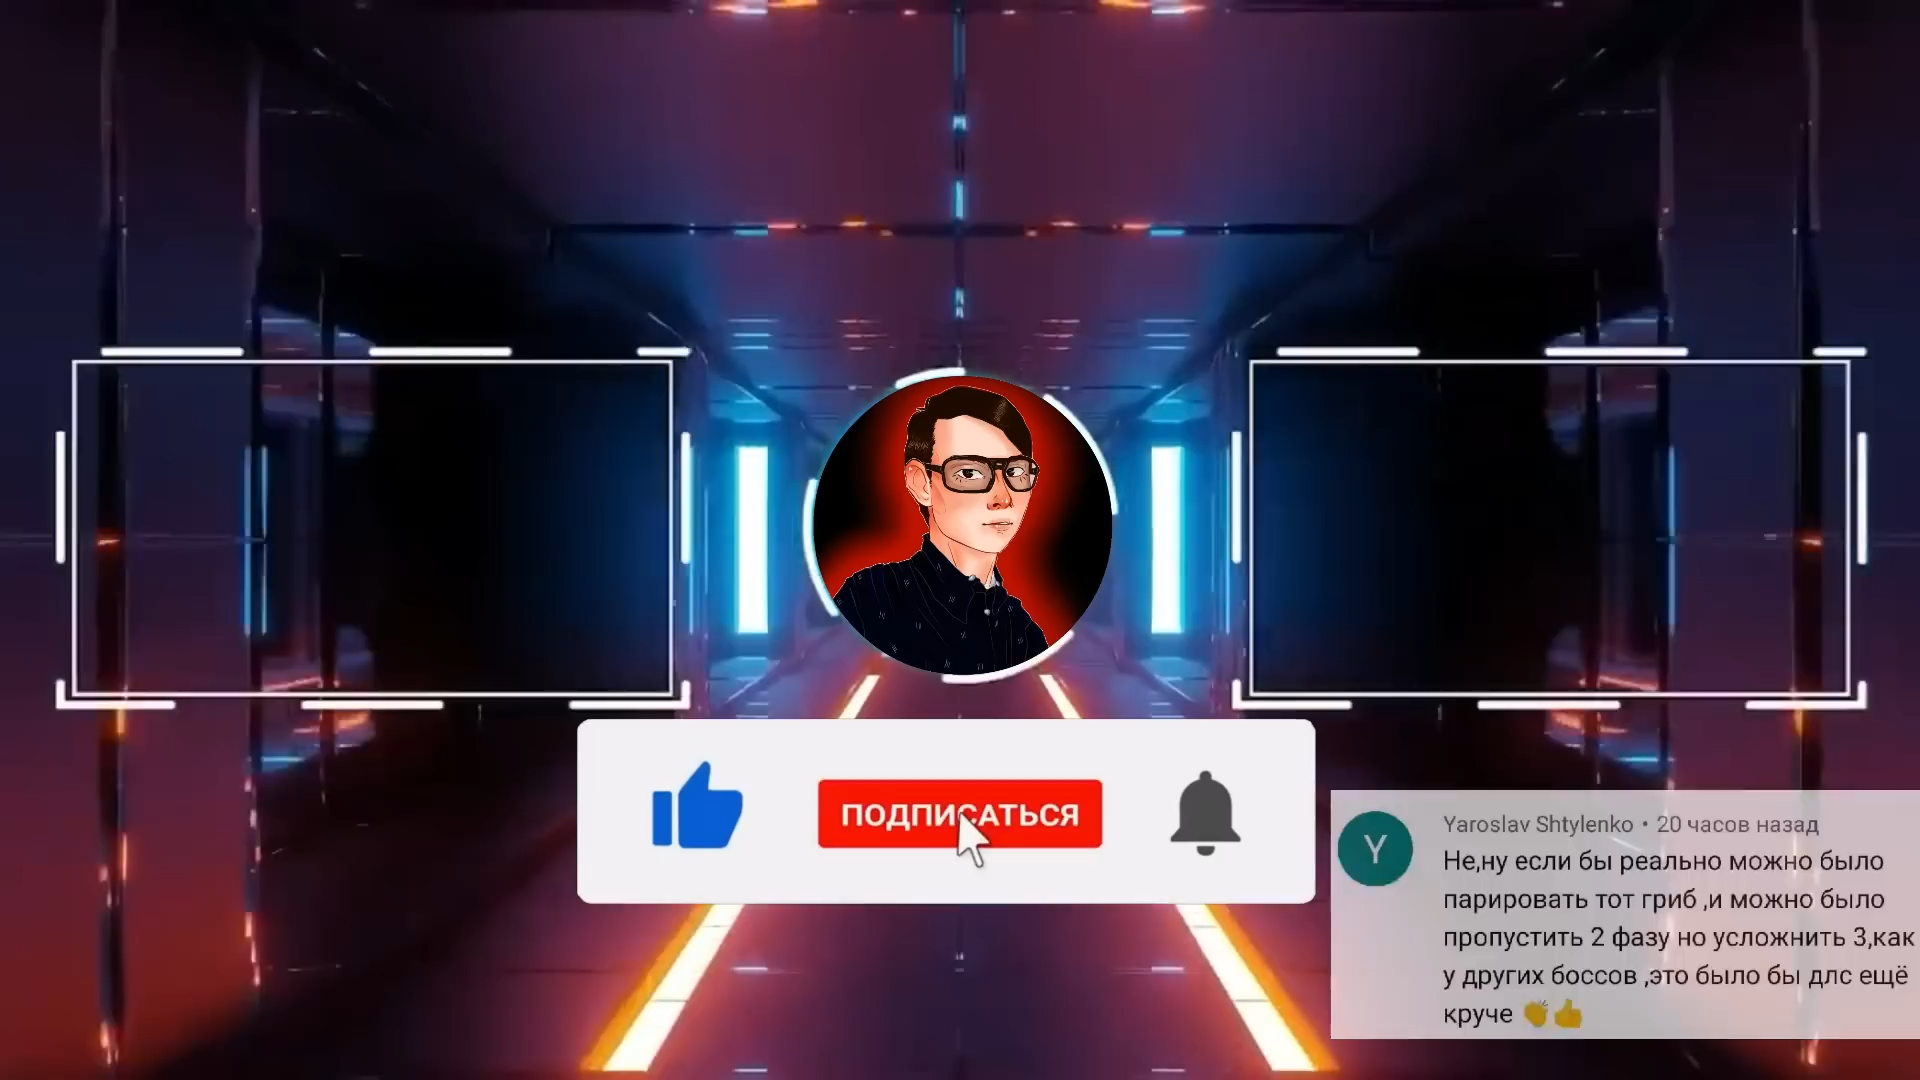 ПОДПИСАТЬСЯ
Y
Yaroslav Shtylenko • 20 часов назад
Не,ну если бы реально можно было
парировать тот гриб ,и можно было
пропустить 2 фазу но усложнить 3,как
у других боссов ,это было бы длс ещё
круче 👏👍